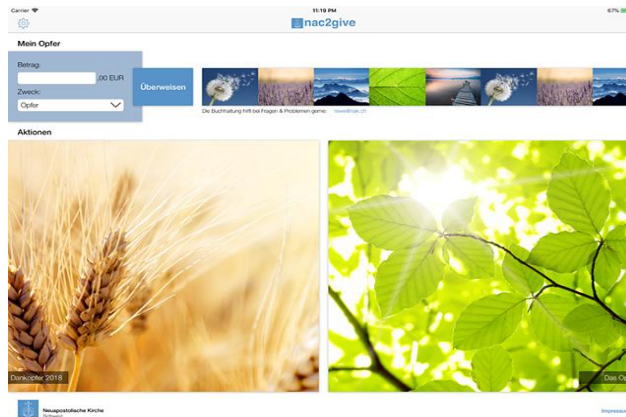 Carrier
11:19 PM
67%
nac2give
Mein Opfer
Betrag:
,00 EUR
Zweck:
Opfer
Überweisen
Die Buchhaltung hilft bei Fragen & Problemen gerne:
Aktionen
Dankopfer 2018
Das Op
Neuapostolische Kirche
Schweiz
Impressu